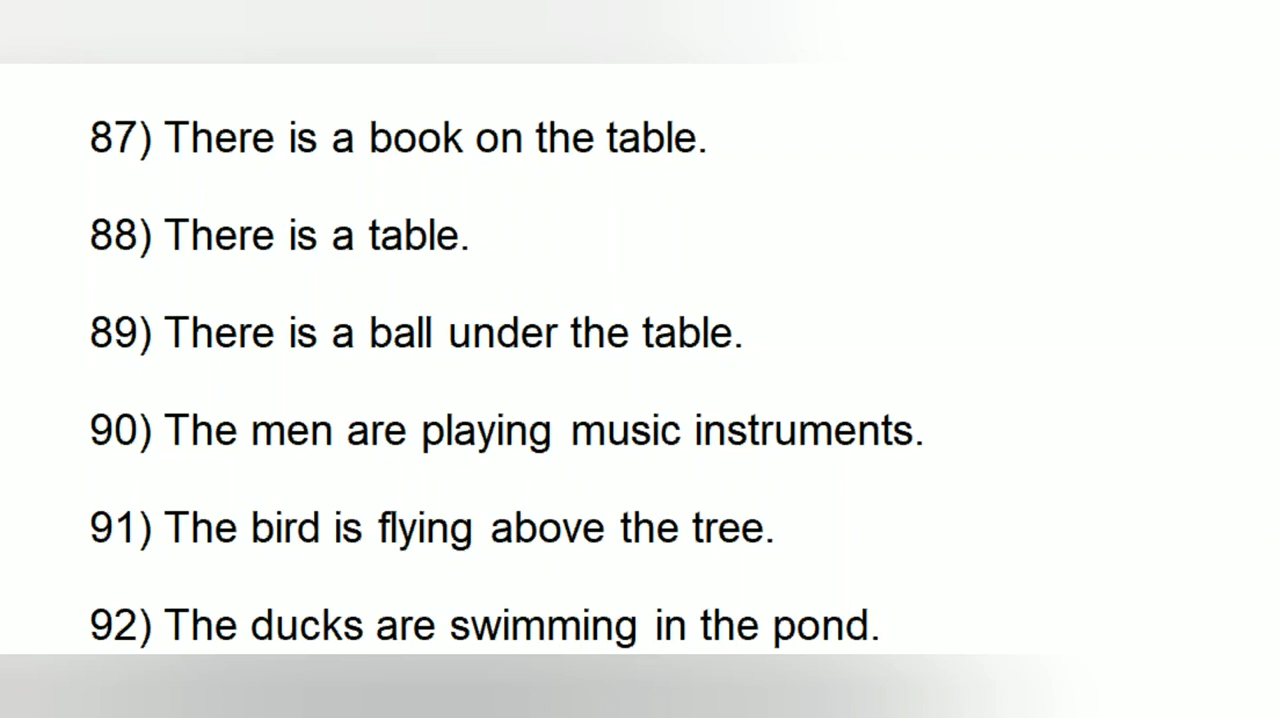 87) There is a book on the table.
88) There is a table.
89) There is a ball under the table.
90) The men are playing music instruments.
91) The bird is flying above the tree.
92) The ducks are swimming in the pond.